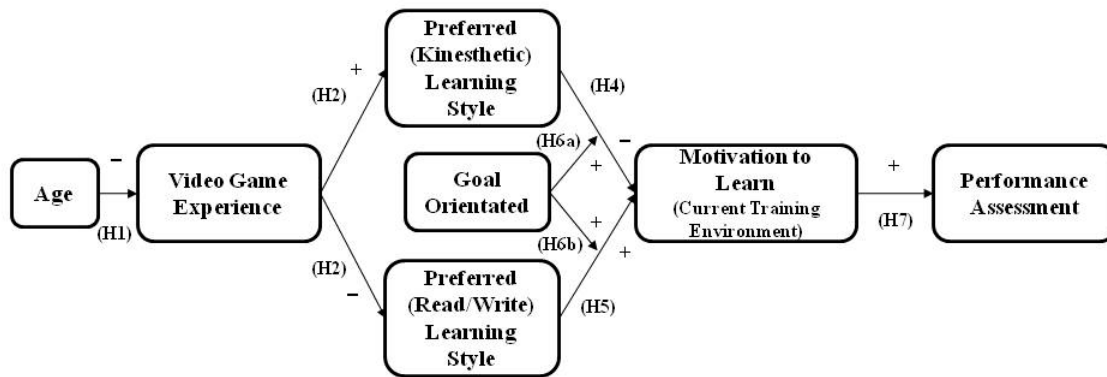 Preferred
(Kinesthetic)
Learning
Style
+
(H2)
(H4)
(H6a)
−
Age
−
(H1)
Video Game
Experience
Goal
Orientated
+
+
(H6b)
+
Motivation to
Learn
(Current Training
Environment)
+
(H7)
Performance
Assessment
(H2)
−
Preferred
(Read/Write)
Learning
Style
(H5)